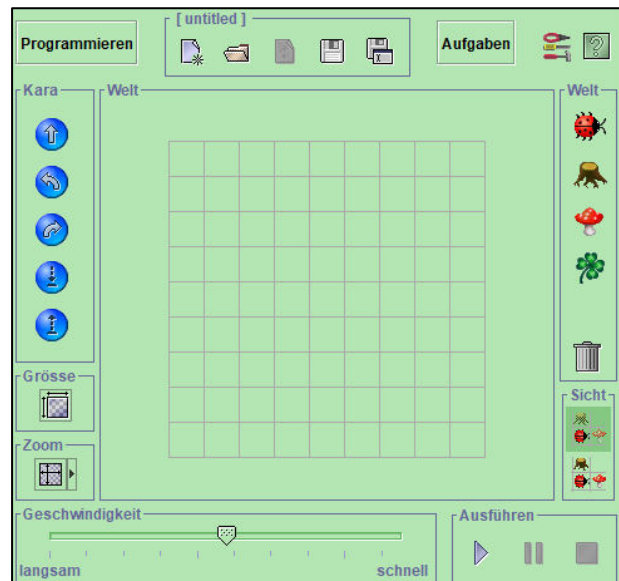 Programmieren
[ untitled ]
Aufgaben
?
Kara
Welt
Welt
Grösse
Zoom
Sicht
Geschwindigkeit
langsam
schnell
Ausführen